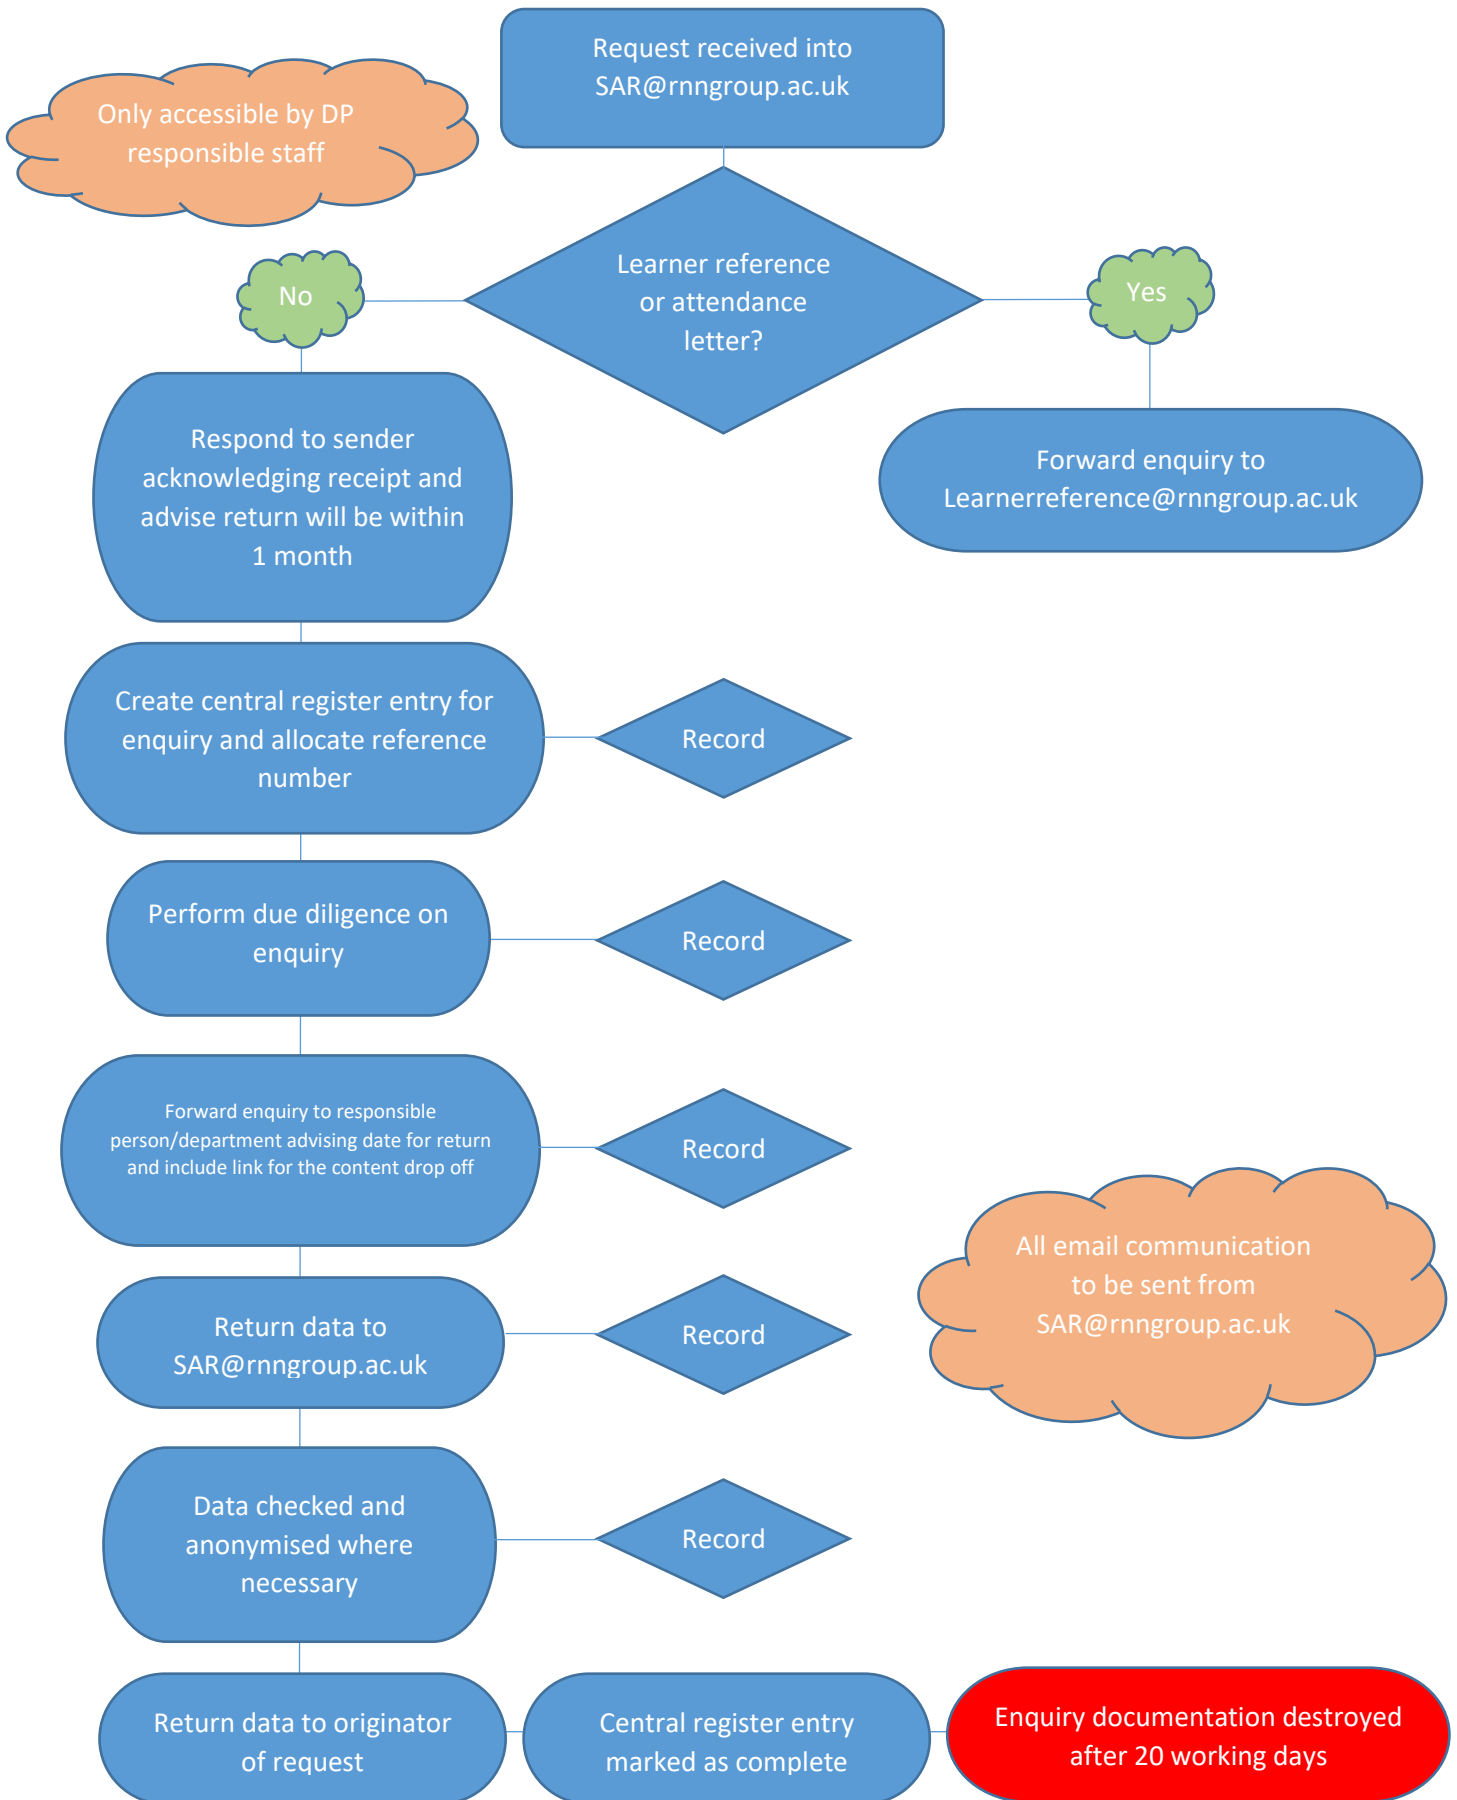 Request received into
SAR@rnngroup.ac.uk
Only accessible by DP
responsible staff
Learner reference
or attendance
letter?
No
Yes
Respond to sender
acknowledging receipt and
advise return will be within
1 month
Forward enquiry to
Learnerreference@rnngroup.ac.uk
Create central register entry for
enquiry and allocate reference
number
Record
Perform due diligence on
enquiry
Record
Forward enquiry to responsible
person/department advising date for return
and include link for the content drop off
Record
All email communication
to be sent from
SAR@rnngroup.ac.uk
Return data to
SAR@rnngroup.ac.uk
Record
Data checked and
anonymised where
necessary
Record
Return data to originator
of request
Central register entry
marked as complete
Enquiry documentation destroyed
after 20 working days